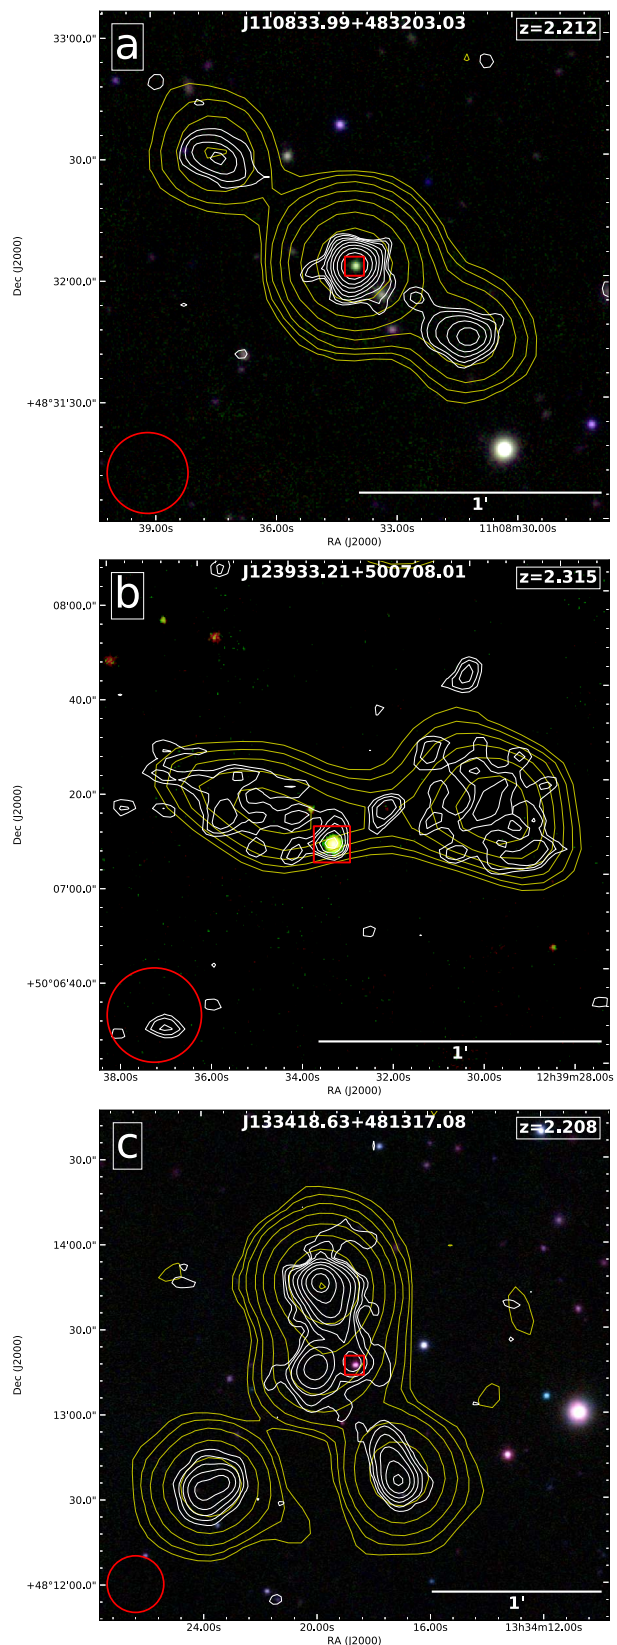 a
J110833.99+483203.03
z=2.212
33'00.0"
30.0"
32'00.0"
+48°31'30.0"
Dec (J2000)
1'
39.00s 36.00s 33.00s 11h08m30.00s
RA (J2000)
b
J123933.21+500708.01
z=2.315
08'00.0"
40.0"
20.0"
07'00.0"
+50°06'40.0"
Dec (J2000)
1'
38.00s 36.00s 34.00s 32.00s 30.00s 12h39m28.00s
RA (J2000)
c
J133418.63+481317.08
z=2.208
30.0"
14'00.0"
30.0"
13'00.0"
30.0"
+48°12'00.0"
Dec (J2000)
1'
24.00s 20.00s 16.00s 13h34m12.00s
RA (J2000)